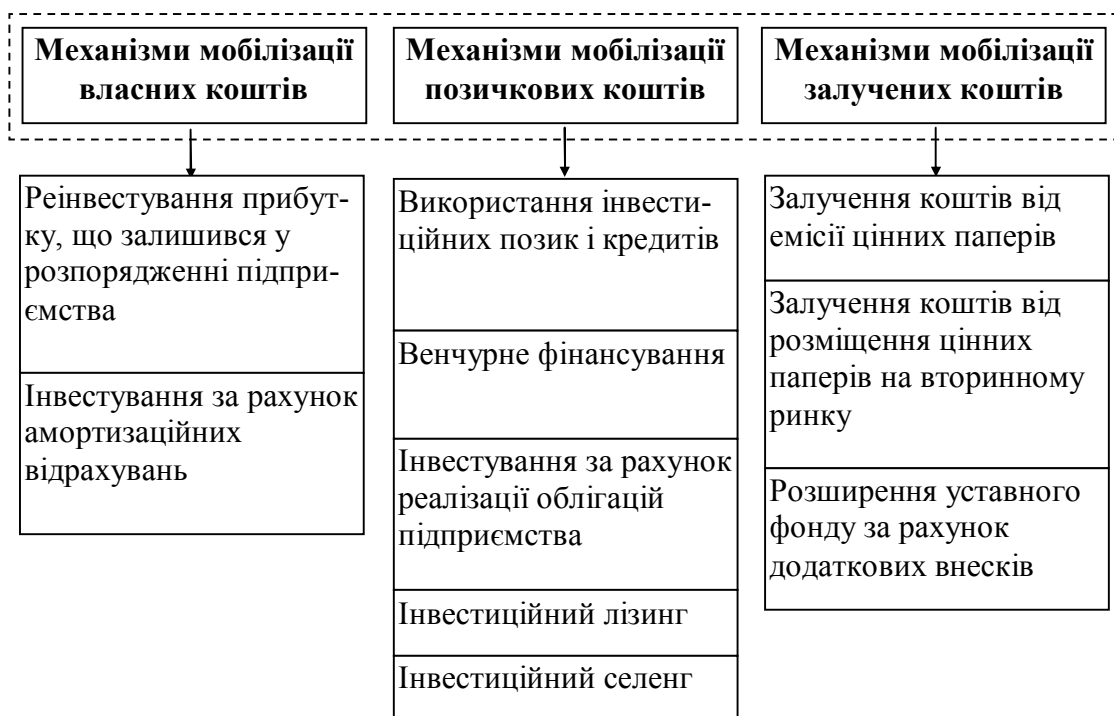 Механізми мобілізації
власних коштів
Механізми мобілізації
позичкових коштів
Механізми мобілізації
залучених коштів
Реінвестування прибут-
ку, що залишився у
розпорядженні підпри-
ємства
Інвестування за рахунок
амортизаційних
відрахувань
Використання інвести-
ційних позик і кредитів
Венчурне фінансування
Інвестування за рахунок
реалізації облігацій
підприємства
Інвестиційний лізинг
Інвестиційний селенг
Залучення коштів від
емісії цінних паперів
Залучення коштів від
розміщення цінних
паперів на вторинному
ринку
Розширення уставного
фонду за рахунок
додаткових внесків